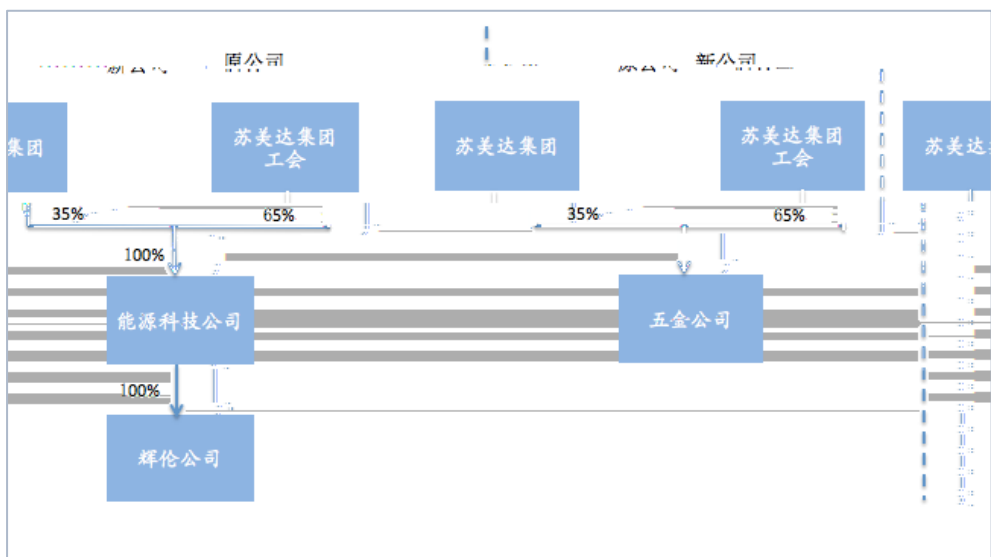 原公司
新公司
集团
苏美达集团
工会
苏美达集团
苏美达集团
工会
苏美达
35%
65%
35%
65%
100%
能源科技公司
五金公司
100%
辉伦公司